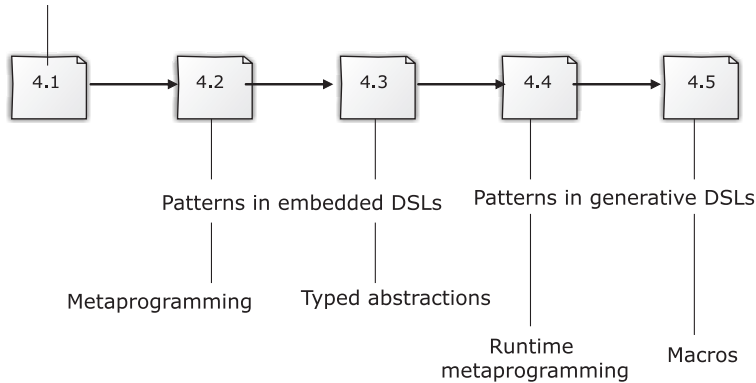 4.1
4.2
4.3
4.4
4.5
Patterns in embedded DSLs
Patterns in generative DSLs
Metaprogramming
Typed abstractions
Runtime
metaprogramming
Macros